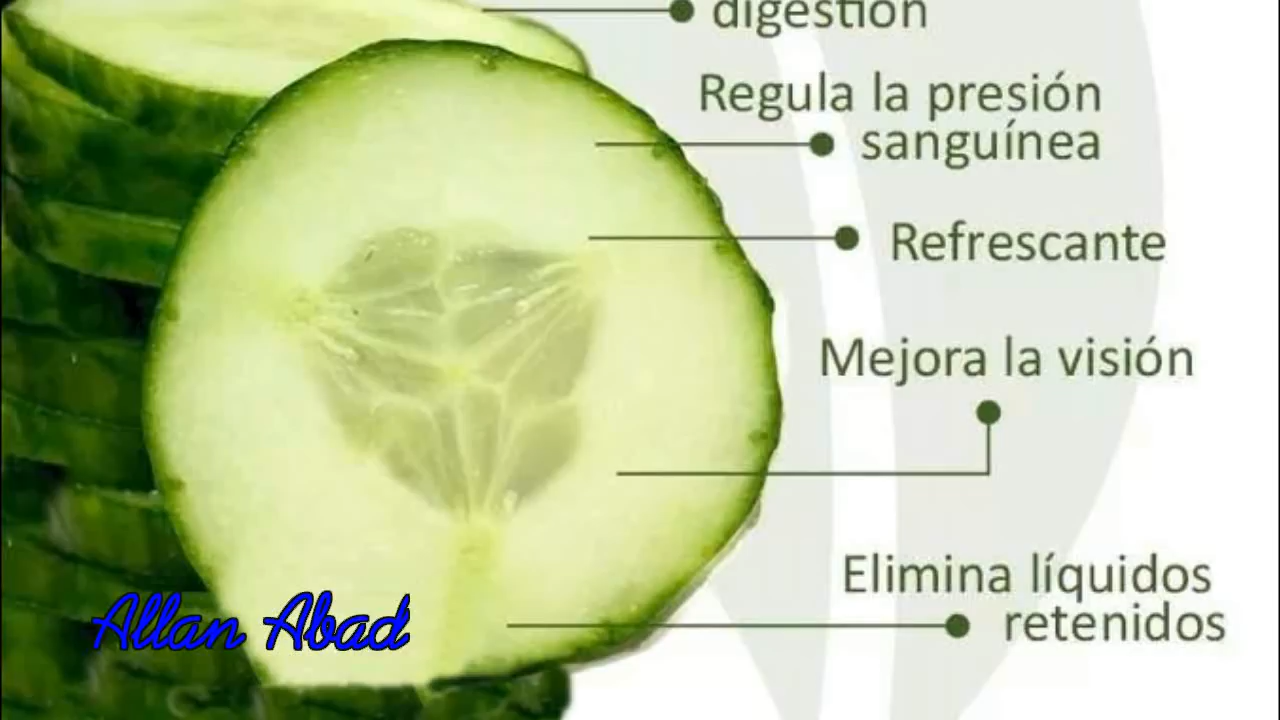 digestión
Regula la presión
sanguínea
Refrescante
Mejora la visión
Elimina líquidos
retenidos
Allan Abad